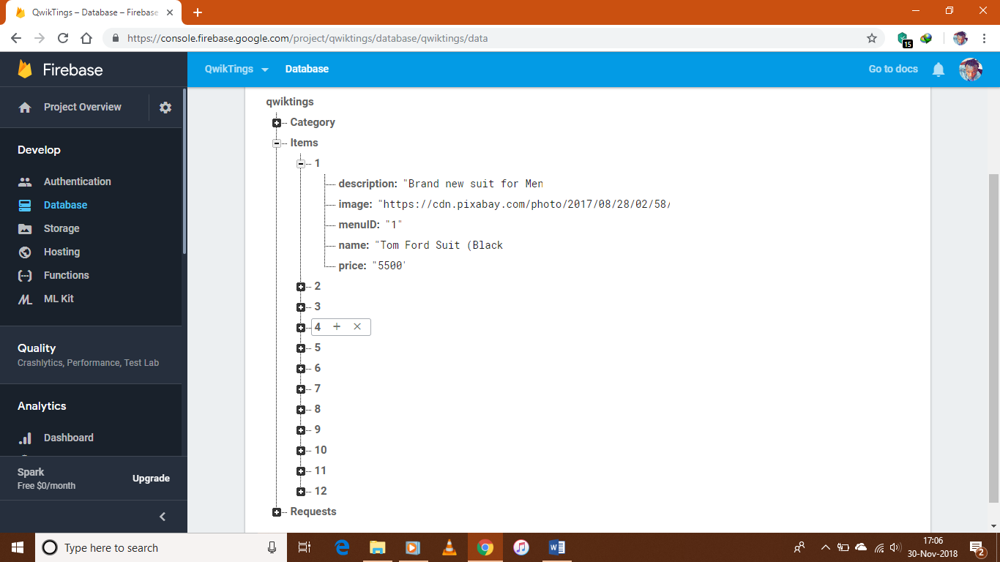 QwikTings – Database – Firebase
https://console.firebase.google.com/project/qwiktings/database/qwiktings/data
15
Firebase
QwikTings
Database
Go to docs
Project Overview
Develop
Authentication
Database
Storage
Hosting
Functions
ML Kit
Quality
Crashlytics, Performance, Test Lab
Analytics
Dashboard
Spark
Free $0/month
Upgrade
qwiktings
Category
Items
1
description: "Brand new suit for Men
image: "https://cdn.pixabay.com/photo/2017/08/28/02/58/
menuID: "1"
name: "Tom Ford Suit (Black
price: "5500'
2
3
4
5
6
7
8
9
10
11
12
Requests
Type here to search
17:06
30-Nov-2018
2